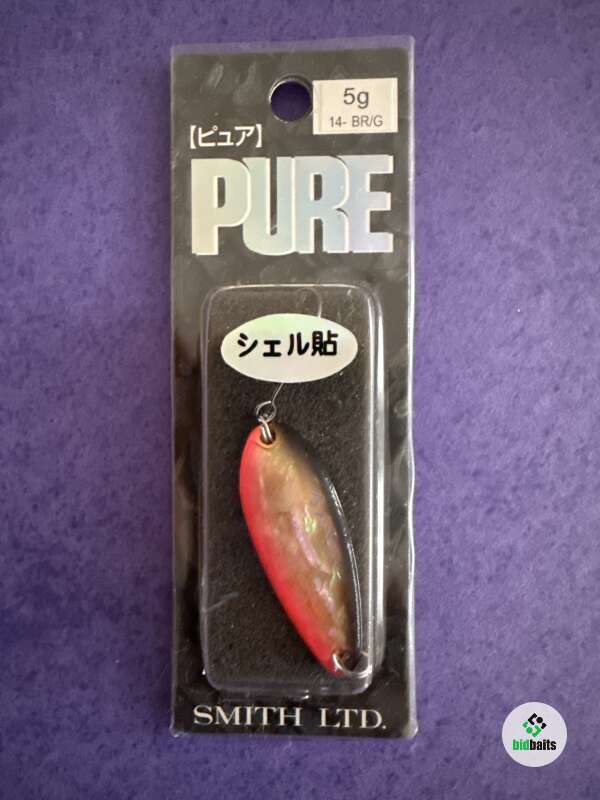 5g
14- BR/G
【ピュア】
PURE
シェル貼
SMITH LTD.
bidbaits